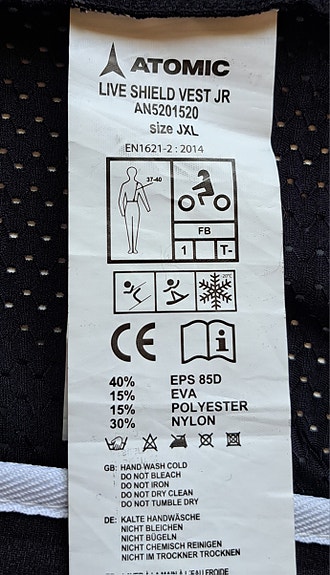 ATOMIC
LIVE SHIELD VEST JR
AN5201520
size JXL
EN1621-2 : 2014
37-40
FB
1 T-
-20°C
CE
i
40% EPS 85D
15% EVA
15% POLYESTER
30% NYLON
GB: HAND WASH COLD
DO NOT BLEACH
DO NOT IRON
DO NOT DRY CLEAN
DO NOT TUMBLE DRY
DE: KALTE HANDWÄSCHE
NICHT BLEICHEN
NICHT BÜGELN
NICHT CHEMISCH REINIGEN
NICHT IM TROCKNER TROCKNEN